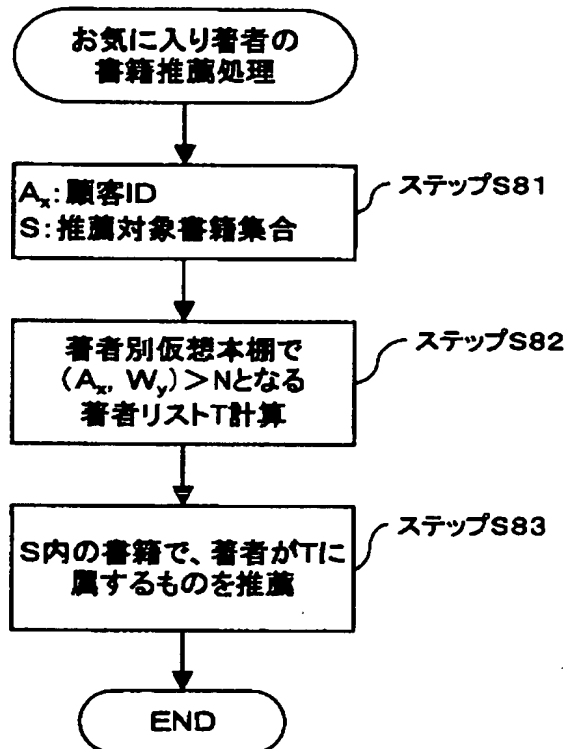 お気に入り著者の
書籍推薦処理
Aₓ:顧客ID
S:推薦対象書籍集合
ステップS81
著者別仮想本棚で
(Aₓ, Wᵧ)>Nとなる
著者リストT計算
ステップS82
S内の書籍で、著者がTに
属するものを推薦
ステップS83
END